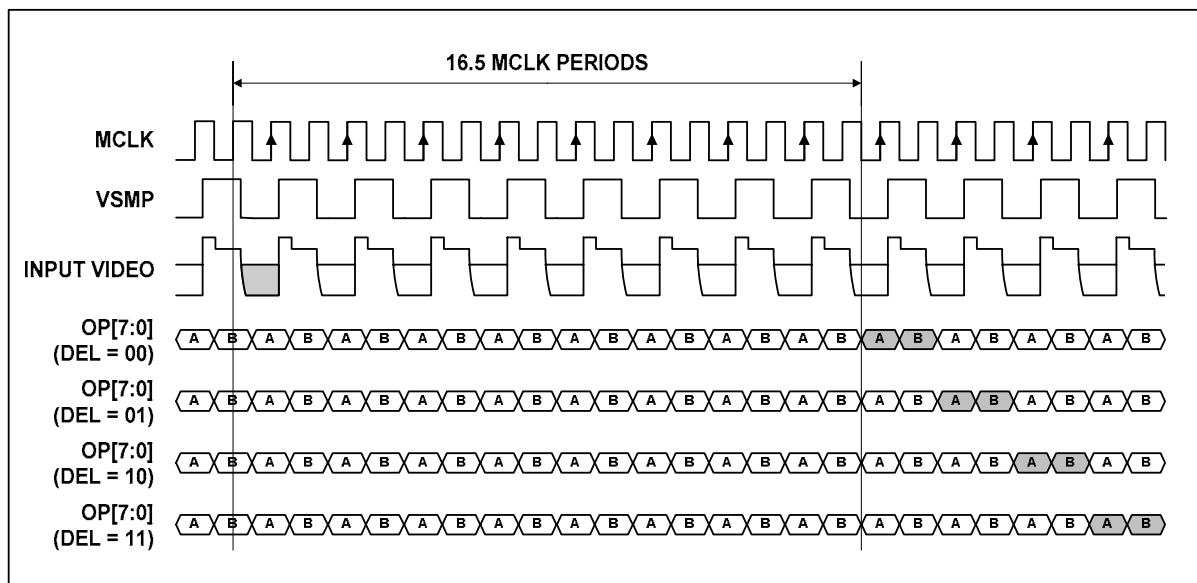 16.5 MCLK PERIODS
MCLK
VSMP
INPUT VIDEO
OP[7:0]
(DEL = 00)
A B A B A B A B A B A B A B A B A B A B A B A B A B
OP[7:0]
(DEL = 01)
A B A B A B A B A B A B A B A B A B A B A B A B A B
OP[7:0]
(DEL = 10)
A B A B A B A B A B A B A B A B A B A B A B A B A B
OP[7:0]
(DEL = 11)
A B A B A B A B A B A B A B A B A B A B A B A B A B